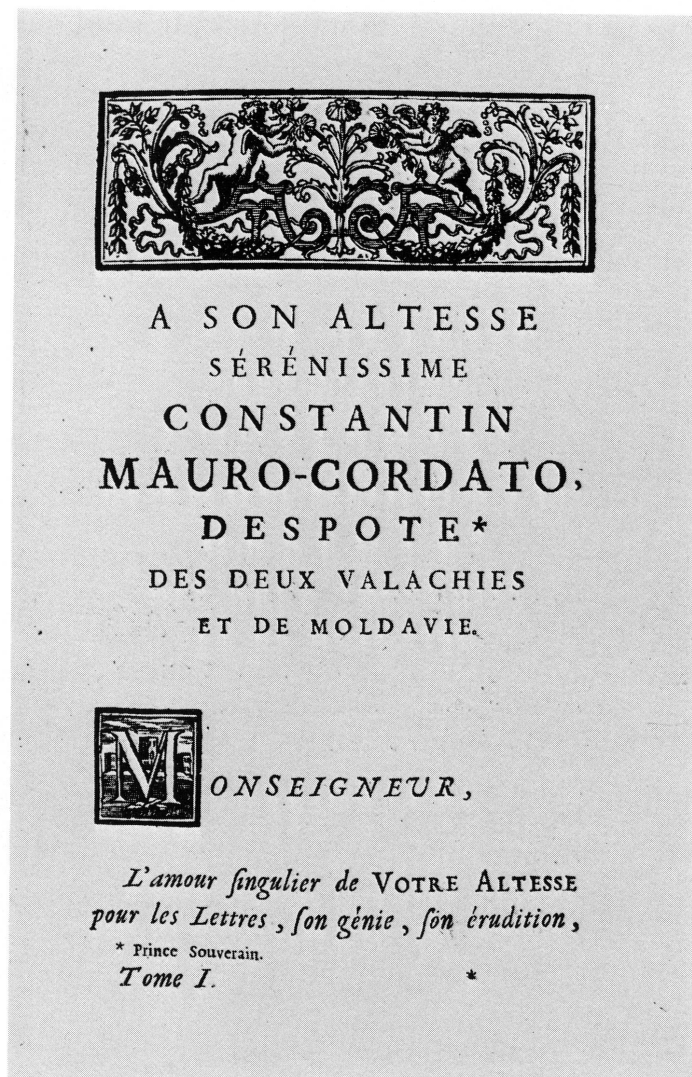 A SON ALTESSE
SÉRÉNISSIME
CONSTANTIN
MAURO-CORDATO,
DESPOTE*
DES DEUX VALACHIES
ET DE MOLDAVIE.
MONSEIGNEUR,
L'amour ſingulier de VOTRE ALTESSE
pour les Lettres, ſon génie, ſon érudition,
* Prince Souverain.
Tome I. *